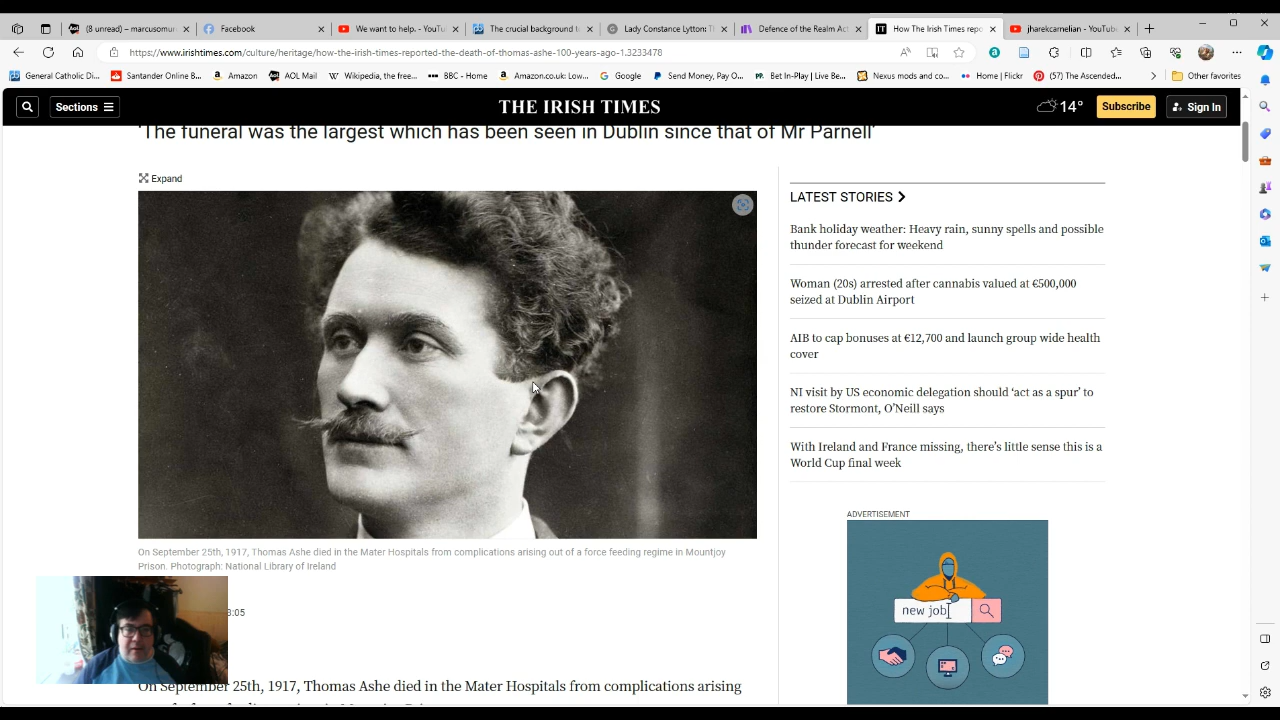 (8 unread) – marcusoma
Facebook
We want to help. - YouT
The crucial background t
Lady Constance Lytton: Th
Defence of the Realm Act
How The Irish Times repo
jharekcarnelian - YouTube
https://www.irishtimes.com/culture/heritage/how-the-irish-times-reported-the-death-of-thomas-ashe-100-years-ago-1.3233478
General Catholic Di...
Santander Online B...
Amazon
AOL Mail
Wikipedia, the free...
BBC - Home
Amazon.co.uk: Low...
Google
Send Money, Pay O...
Bet In-Play | Live Be...
Nexus mods and co...
Home | Flickr
(57) The Ascended...
Other favorites
Sections
THE IRISH TIMES
14°
Subscribe
Sign In
'The funeral was the largest which has been seen in Dublin since that of Mr Parnell'
Expand
LATEST STORIES
Bank holiday weather: Heavy rain, sunny spells and possible
thunder forecast for weekend
Woman (20s) arrested after cannabis valued at €500,000
seized at Dublin Airport
AIB to cap bonuses at €12,700 and launch group wide health
cover
NI visit by US economic delegation should 'act as a spur' to
restore Stormont, O'Neill says
With Ireland and France missing, there's little sense this is a
World Cup final week
ADVERTISEMENT
new job
On September 25th, 1917, Thomas Ashe died in the Mater Hospitals from complications arising out of a force feeding regime in Mountjoy
Prison. Photograph: National Library of Ireland
3:05
On September 25th, 1917, Thomas Ashe died in the Mater Hospitals from complications arising